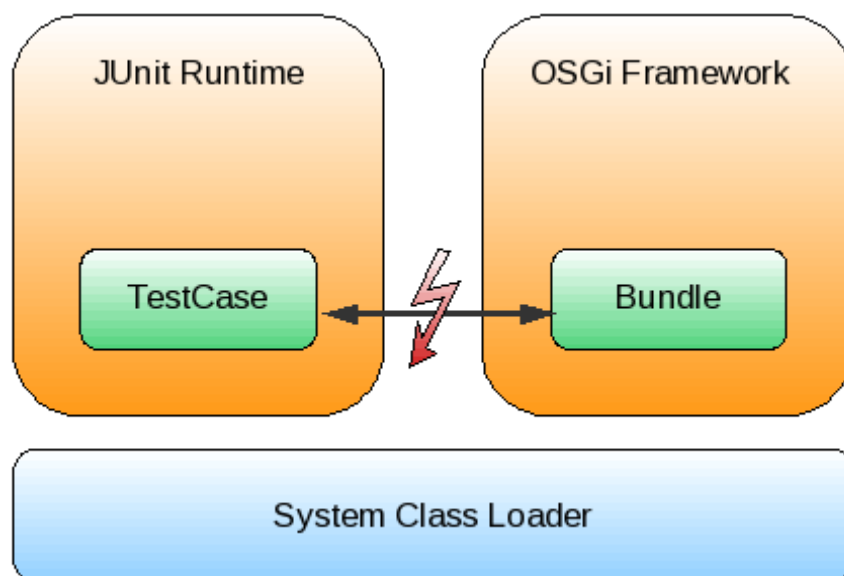 JUnit Runtime
OSGi Framework
TestCase
Bundle
System Class Loader